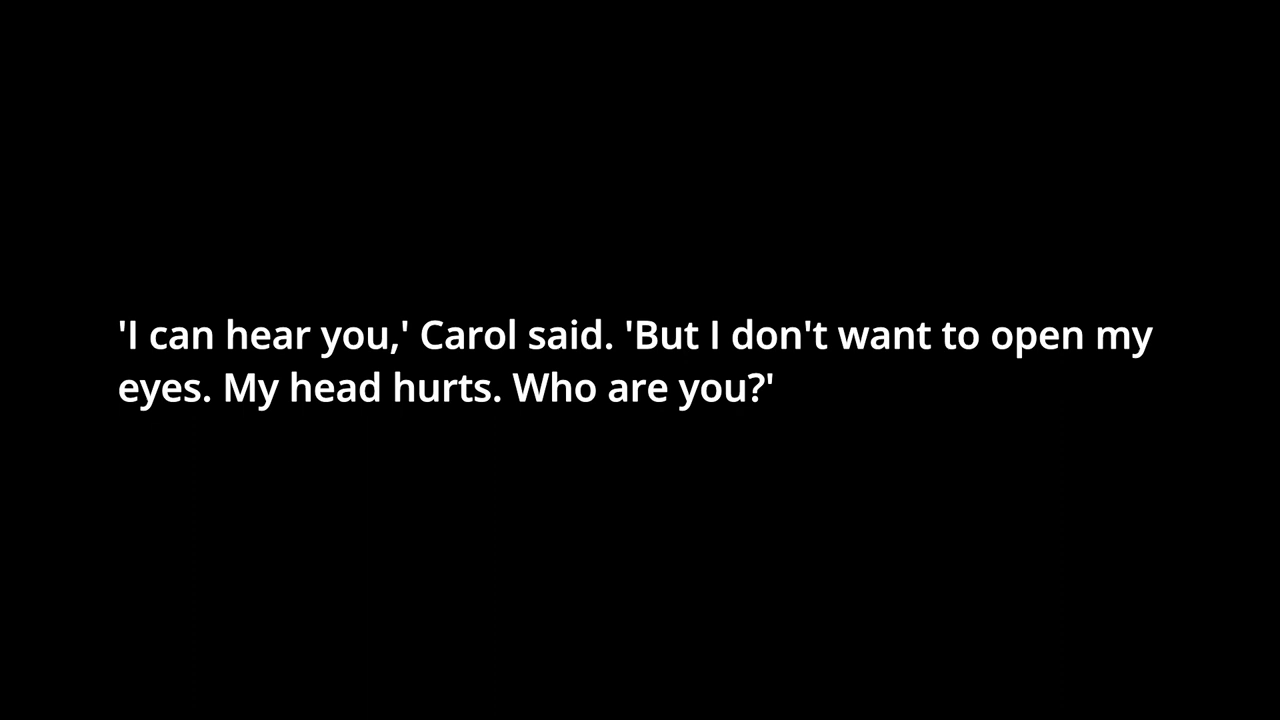 'I can hear you,' Carol said. 'But I don't want to open my
eyes. My head hurts. Who are you?'